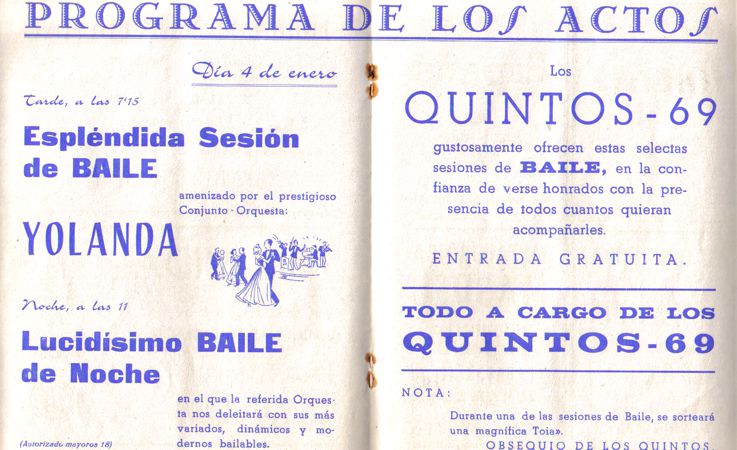 PROGRAMA DE LOS ACTOS
Día 4 de enero
Tarde, a las 7'15
Espléndida Sesión
de BAILE
amenizado por el prestigioso
Conjunto - Orquesta:
YOLANDA
Noche, a las 11
Lucidísimo BAILE
de Noche
en el que la referida Orques-
ta nos deleitará con sus más
variados, dinámicos y mo-
dernos bailables.
(Autorizado mayores 18)
Los
QUINTOS - 69
gustosamente ofrecen estas selectas
sesiones de BAILE, en la con-
fianza de verse honrados con la pre-
sencia de todos cuantos quieran
acompañarles.
ENTRADA GRATUITA.
TODO A CARGO DE LOS
QUINTOS - 69
NOTA:
Durante una de las sesiones de Baile, se sorteará
una magnífica Toia».
OBSEQUIO DE LOS QUINTOS.